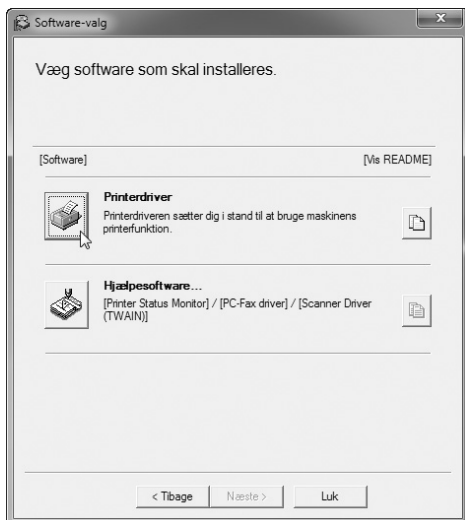 Software-valg
Væg software som skal installeres.
[Software] [Vis README]
Printerdriver
Printerdriveren sætter dig i stand til at bruge maskinens
printerfunktion.
Hjælpesoftware...
[Printer Status Monitor] / [PC-Fax driver] / [Scanner Driver
(TWAIN)]
< Tibage Næste > Luk